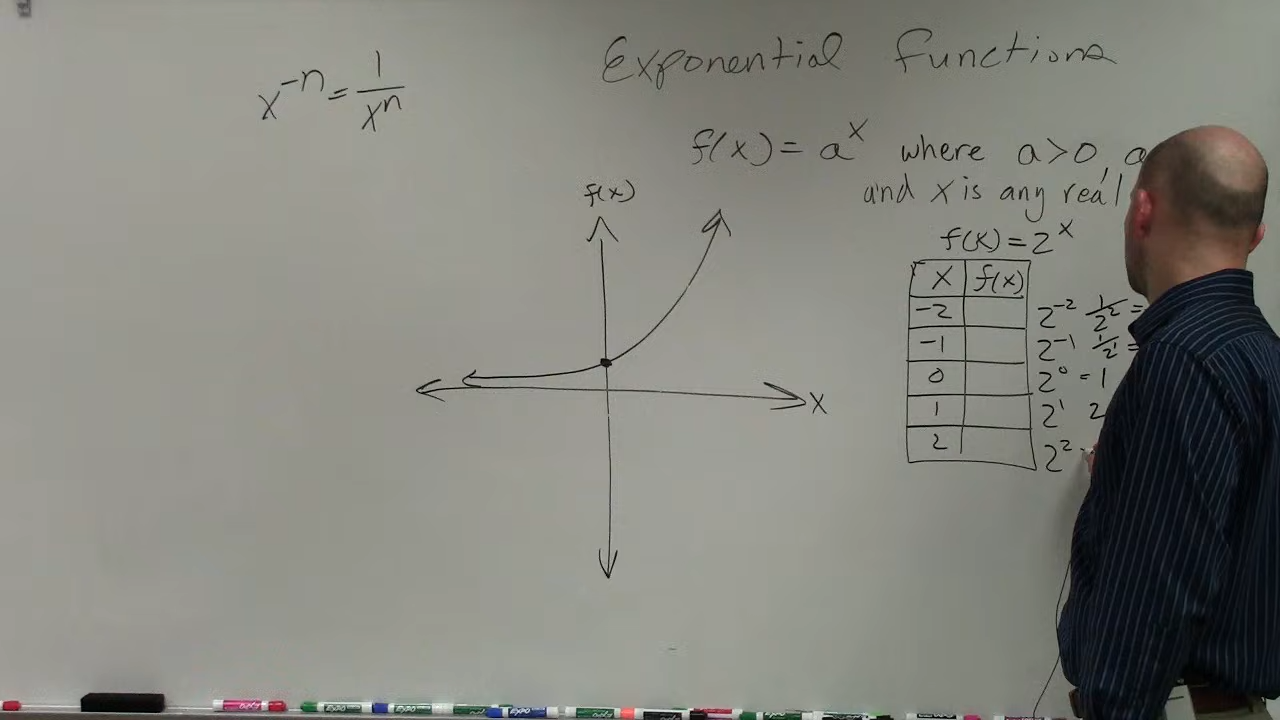 Exponential functions
x^-n = 1/x^n
f(x) = a^x where a>0, a
and x is any real
f(x)
f(x) = 2^x
x f(x)
-2 2^-2 1/2^2 =
-1 2^-1 1/2^1 =
0 2^0 = 1
1 2^1 2
2 2^2
X
EXPO